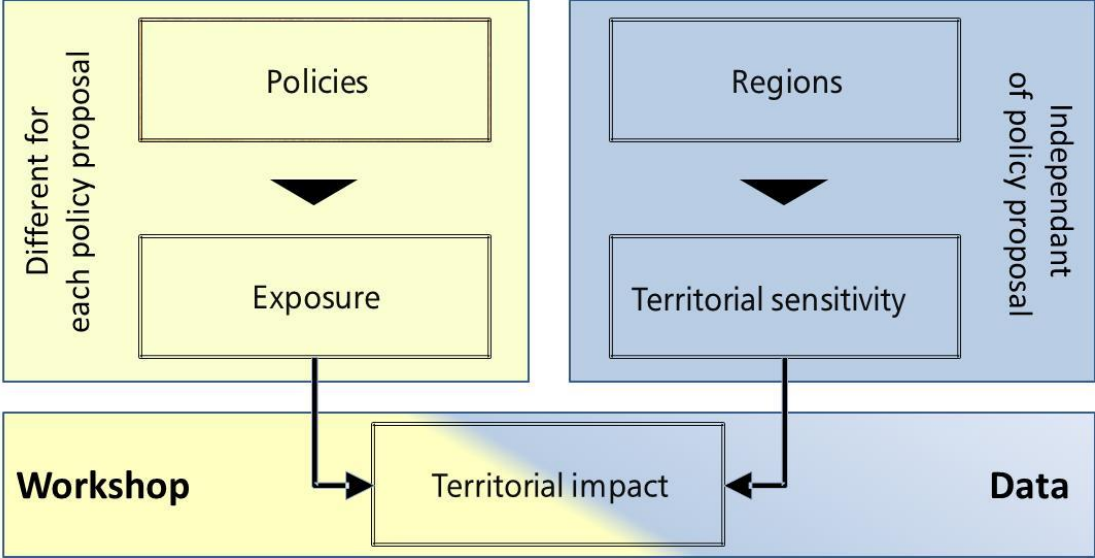 Different for
each policy proposal
Policies
Exposure
Regions
Territorial sensitivity
Independant
of policy proposal
Workshop
Territorial impact
Data